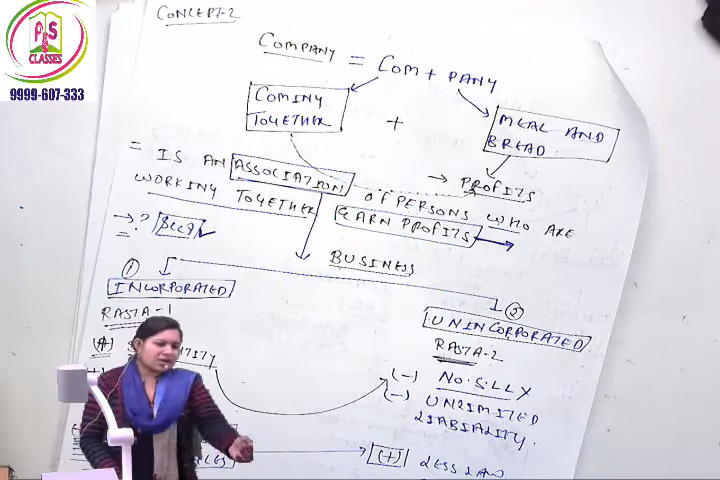 P&S
CLASSES
9999-607-333
CONCEPT-2
COMPANY = COM + PANY
COMING
TOGETHER
+
MEAL AND
BREAD
→ PROFITS
= IS AN ASSOCIATION OF PERSONS WHO ARE
WORKING TOGETHER EARN PROFITS
→ ?
BUSINESS
① INCORPORATED
RASTA-1
(+)
② UNINCORPORATED
RASTA-2
(-) NO. S.L.L X
(-) UNLIMITED
LIABIALITY.
(+) LESS LAW